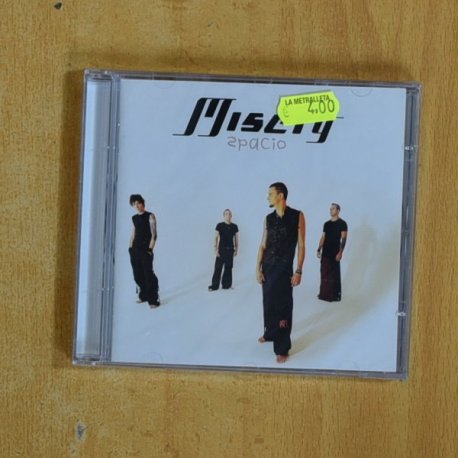 LA METRALLETA
€ 4,00
Misery
spacio